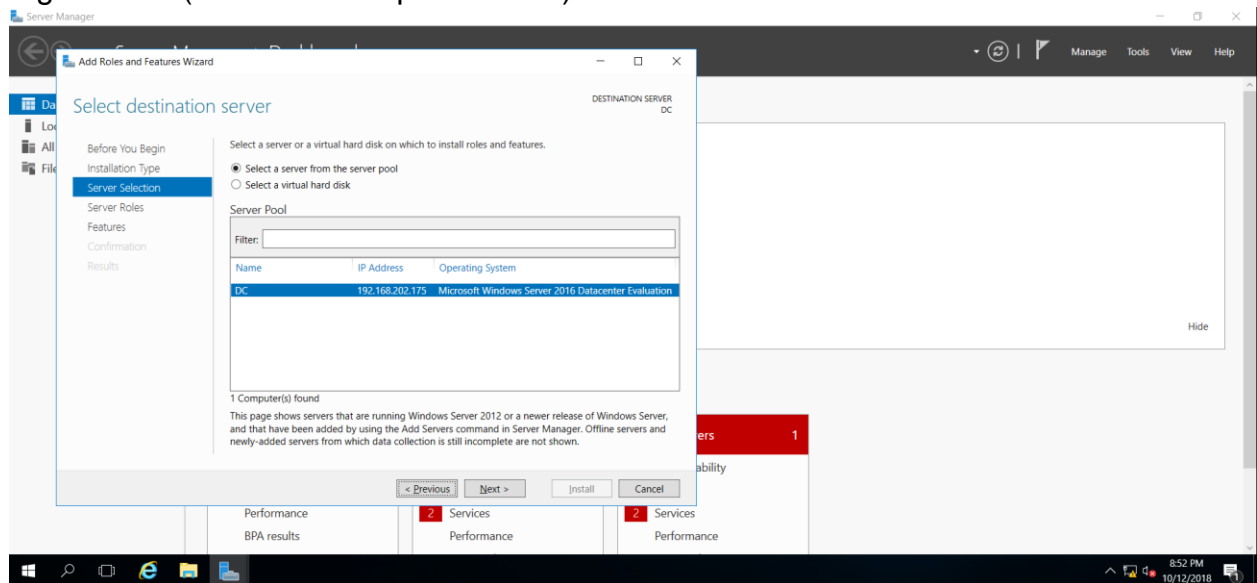 Server Manager
Manage Tools View Help
Add Roles and Features Wizard
Select destination server
DESTINATION SERVER
DC
Before You Begin
Installation Type
Server Selection
Server Roles
Features
Confirmation
Results
Select a server or a virtual hard disk on which to install roles and features.
Select a server from the server pool
Select a virtual hard disk
Server Pool
Filter:
Name IP Address Operating System
DC 192.168.202.175 Microsoft Windows Server 2016 Datacenter Evaluation
1 Computer(s) found
This page shows servers that are running Windows Server 2012 or a newer release of Windows Server,
and that have been added by using the Add Servers command in Server Manager. Offline servers and
newly-added servers from which data collection is still incomplete are not shown.
< Previous Next > Install Cancel
Hide
ers 1
ability
Performance 2 Services 2 Services
BPA results Performance Performance
8:52 PM
10/12/2018